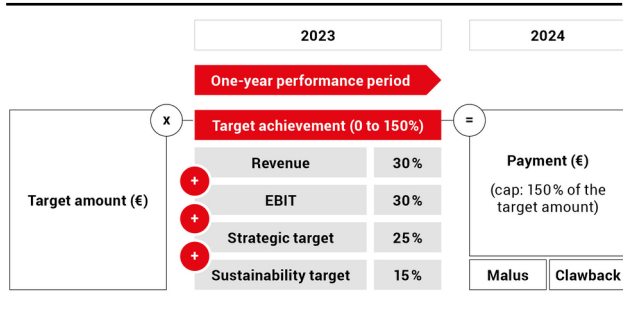 2023
2024
One-year performance period
x
Target achievement (0 to 150%)
=
Target amount (€)
Revenue
30%
+
EBIT
30%
+
Strategic target
25%
+
Sustainability target
15%
Payment (€)
(cap: 150% of the
target amount)
Malus
Clawback